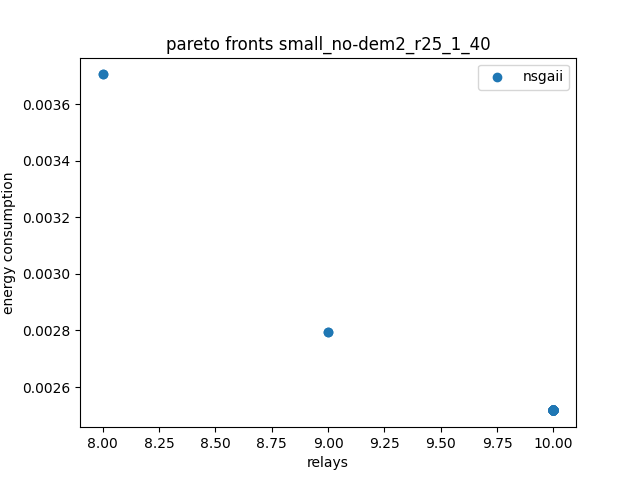 pareto fronts small_no-dem2_r25_1_40
nsgaii
0.0036
0.0034
0.0032
0.0030
0.0028
0.0026
energy consumption
8.00 8.25 8.50 8.75 9.00 9.25 9.50 9.75 10.00
relays